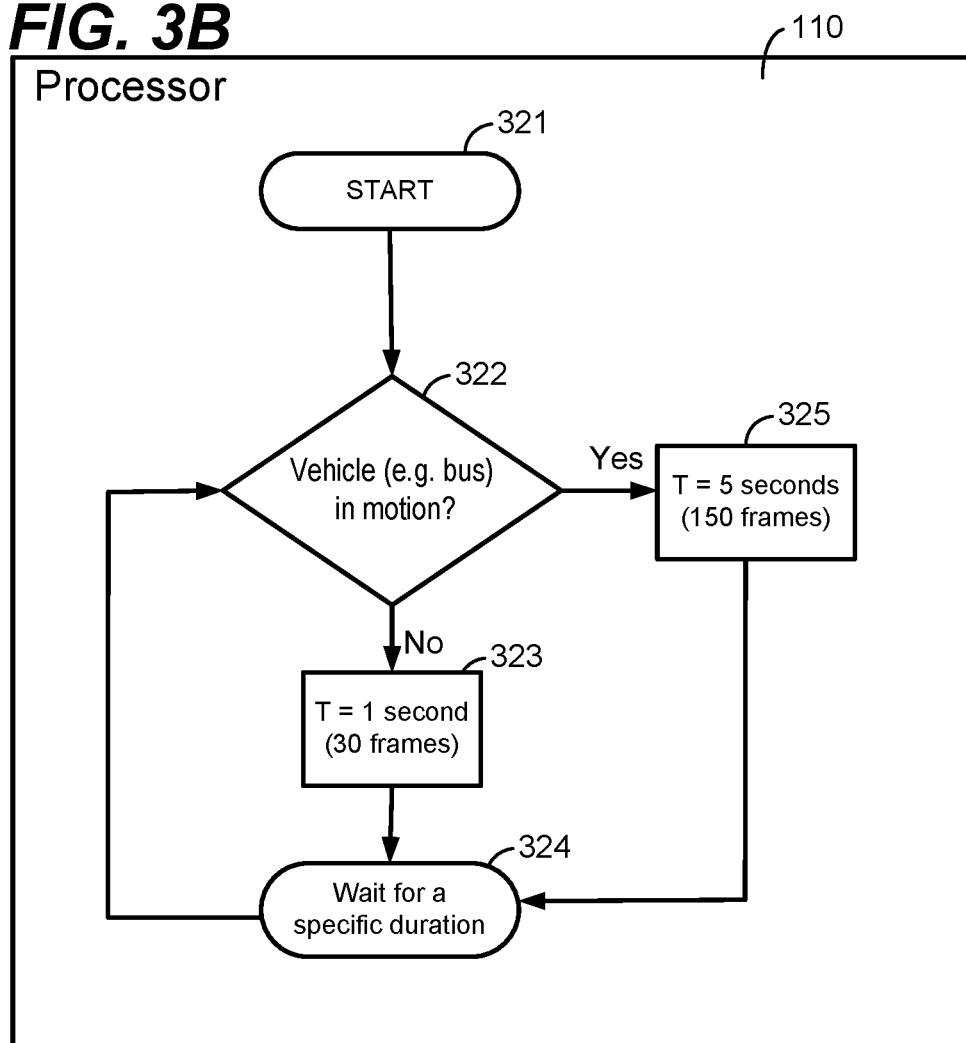 FIG. 3B
110
Processor
321
START
322
Vehicle (e.g. bus)
in motion?
Yes
325
T = 5 seconds
(150 frames)
No
323
T = 1 second
(30 frames)
324
Wait for a
specific duration